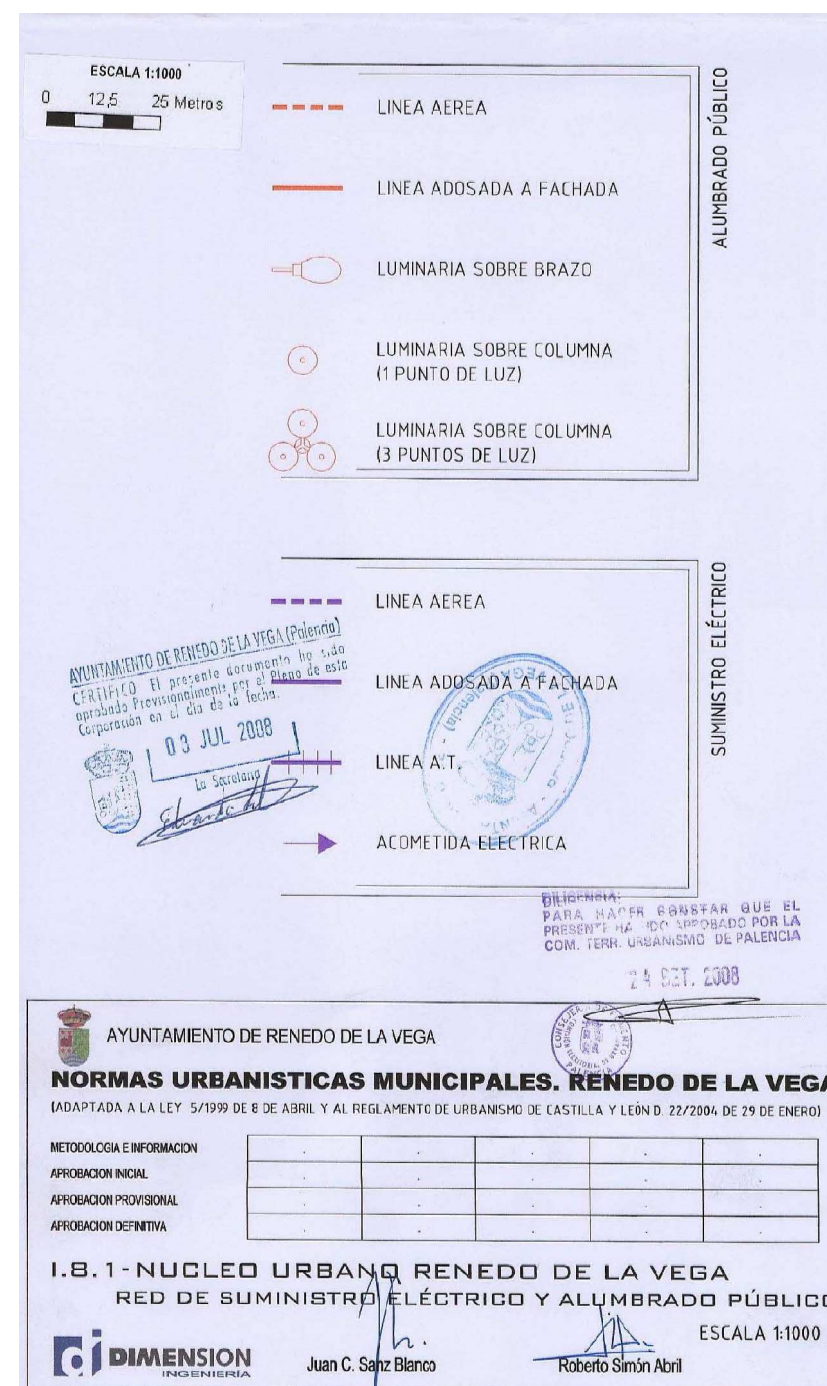 ESCALA 1:1000
0 12,5 25 Metros
LINEA AEREA
LINEA ADOSADA A FACHADA
LUMINARIA SOBRE BRAZO
LUMINARIA SOBRE COLUMNA
(1 PUNTO DE LUZ)
LUMINARIA SOBRE COLUMNA
(3 PUNTOS DE LUZ)
ALUMBRADO PÚBLICO
LINEA AEREA
LINEA ADOSADA A FACHADA
LINEA A.T.
ACOMETIDA ELECTRICA
SUMINISTRO ELÉCTRICO
AYUNTAMIENTO DE RENEDO DE LA VEGA (Palencia)
CERTIFICO El presente documento ha sido
aprobado Provisionalmente por el Pleno de esta
Corporación en el día de la fecha.
03 JUL 2008
La Secretaria
DILIGENCIA:
PARA HACER CONSTAR QUE EL
PRESENTE HA SIDO APROBADO POR LA
COM. TERR. URBANISMO DE PALENCIA
24 SET. 2008
AYUNTAMIENTO DE RENEDO DE LA VEGA
NORMAS URBANISTICAS MUNICIPALES. RENEDO DE LA VEGA
(ADAPTADA A LA LEY 5/1999 DE 8 DE ABRIL Y AL REGLAMENTO DE URBANISMO DE CASTILLA Y LEÓN D. 22/2004 DE 29 DE ENERO)
METODOLOGIA E INFORMACION
APROBACION INICIAL
APROBACION PROVISIONAL
APROBACION DEFINITIVA
I.8.1-NUCLEO URBANO RENEDO DE LA VEGA
RED DE SUMINISTRO ELÉCTRICO Y ALUMBRADO PÚBLICO
ESCALA 1:1000
di DIMENSION
INGENIERÍA
Juan C. Sanz Blanco
Roberto Simón Abril